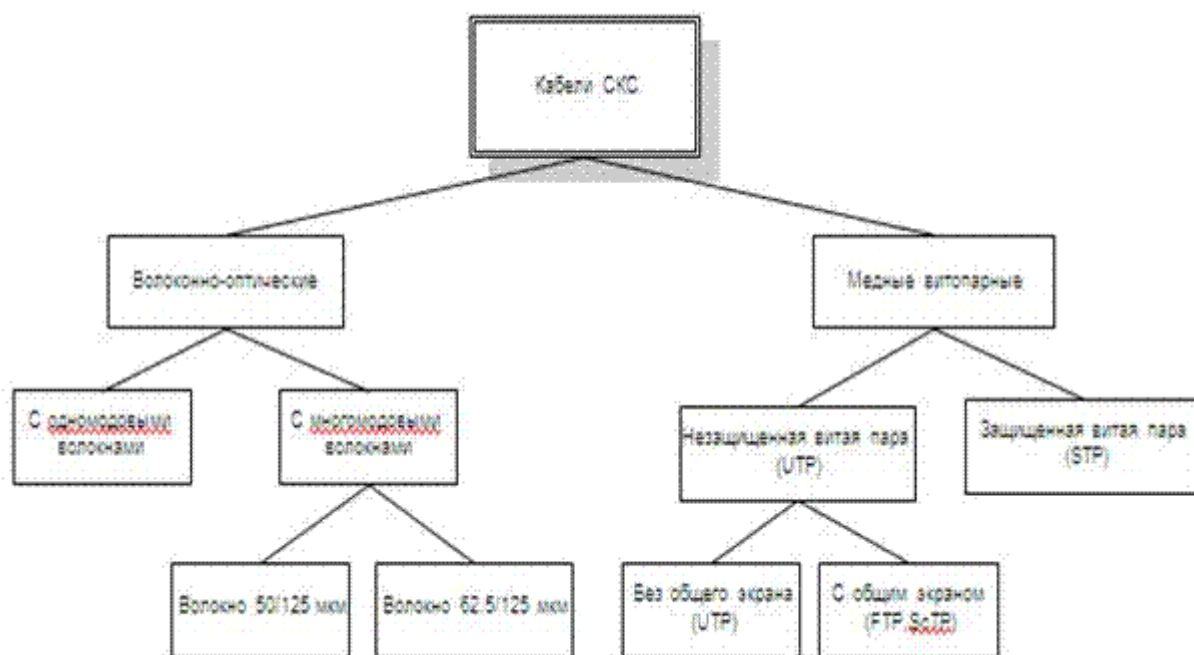 Кабели СКС
Волоконно-оптические
Медные витопарные
С одномодовыми
волокнами
С многомодовыми
волокнами
Незащищенная витая пара
(UTP)
Защищенная витая пара
(STP)
Волокно 50/125 мкм
Волокно 62.5/125 мкм
Без общего экрана
(UTP)
С общим экраном
(FTP,ScTP)